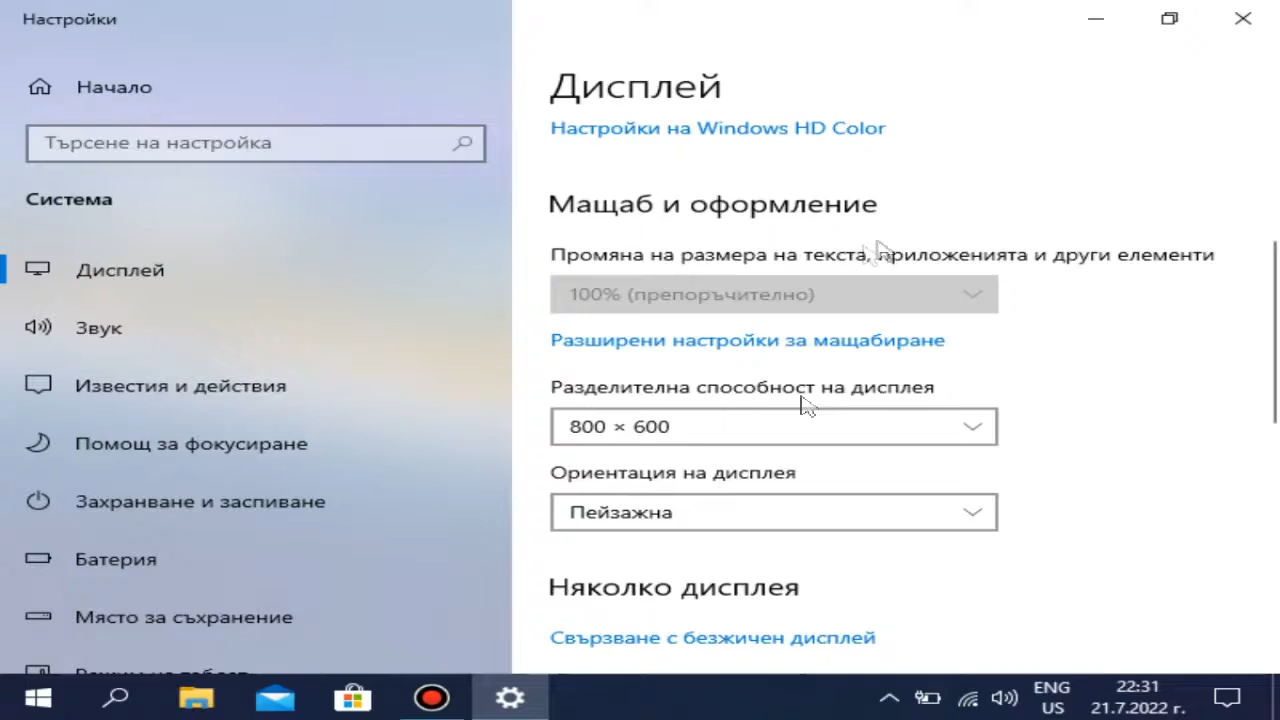 Настройки
Начало
Търсене на настройка
Система
Дисплей
Звук
Известия и действия
Помощ за фокусиране
Захранване и заспиване
Батерия
Място за съхранение
Дисплей
Настройки на Windows HD Color
Мащаб и оформление
Промяна на размера на текста, приложенията и други елементи
100% (препоръчително)
Разширени настройки за мащабиране
Разделителна способност на дисплея
800 × 600
Ориентация на дисплея
Пейзажна
Няколко дисплея
Свързване с безжичен дисплей
ENG
US
22:31
21.7.2022 г.